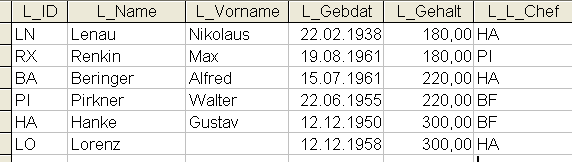 L_ID L_Name L_Vorname L_Gebdat L_Gehalt L_L_Chef
LN Lenau Nikolaus 22.02.1938 180,00 HA
RX Renkin Max 19.08.1961 180,00 PI
BA Beringer Alfred 15.07.1961 220,00 HA
PI Pirkner Walter 22.06.1955 220,00 BF
HA Hanke Gustav 12.12.1950 300,00 BF
LO Lorenz 12.12.1958 300,00 HA